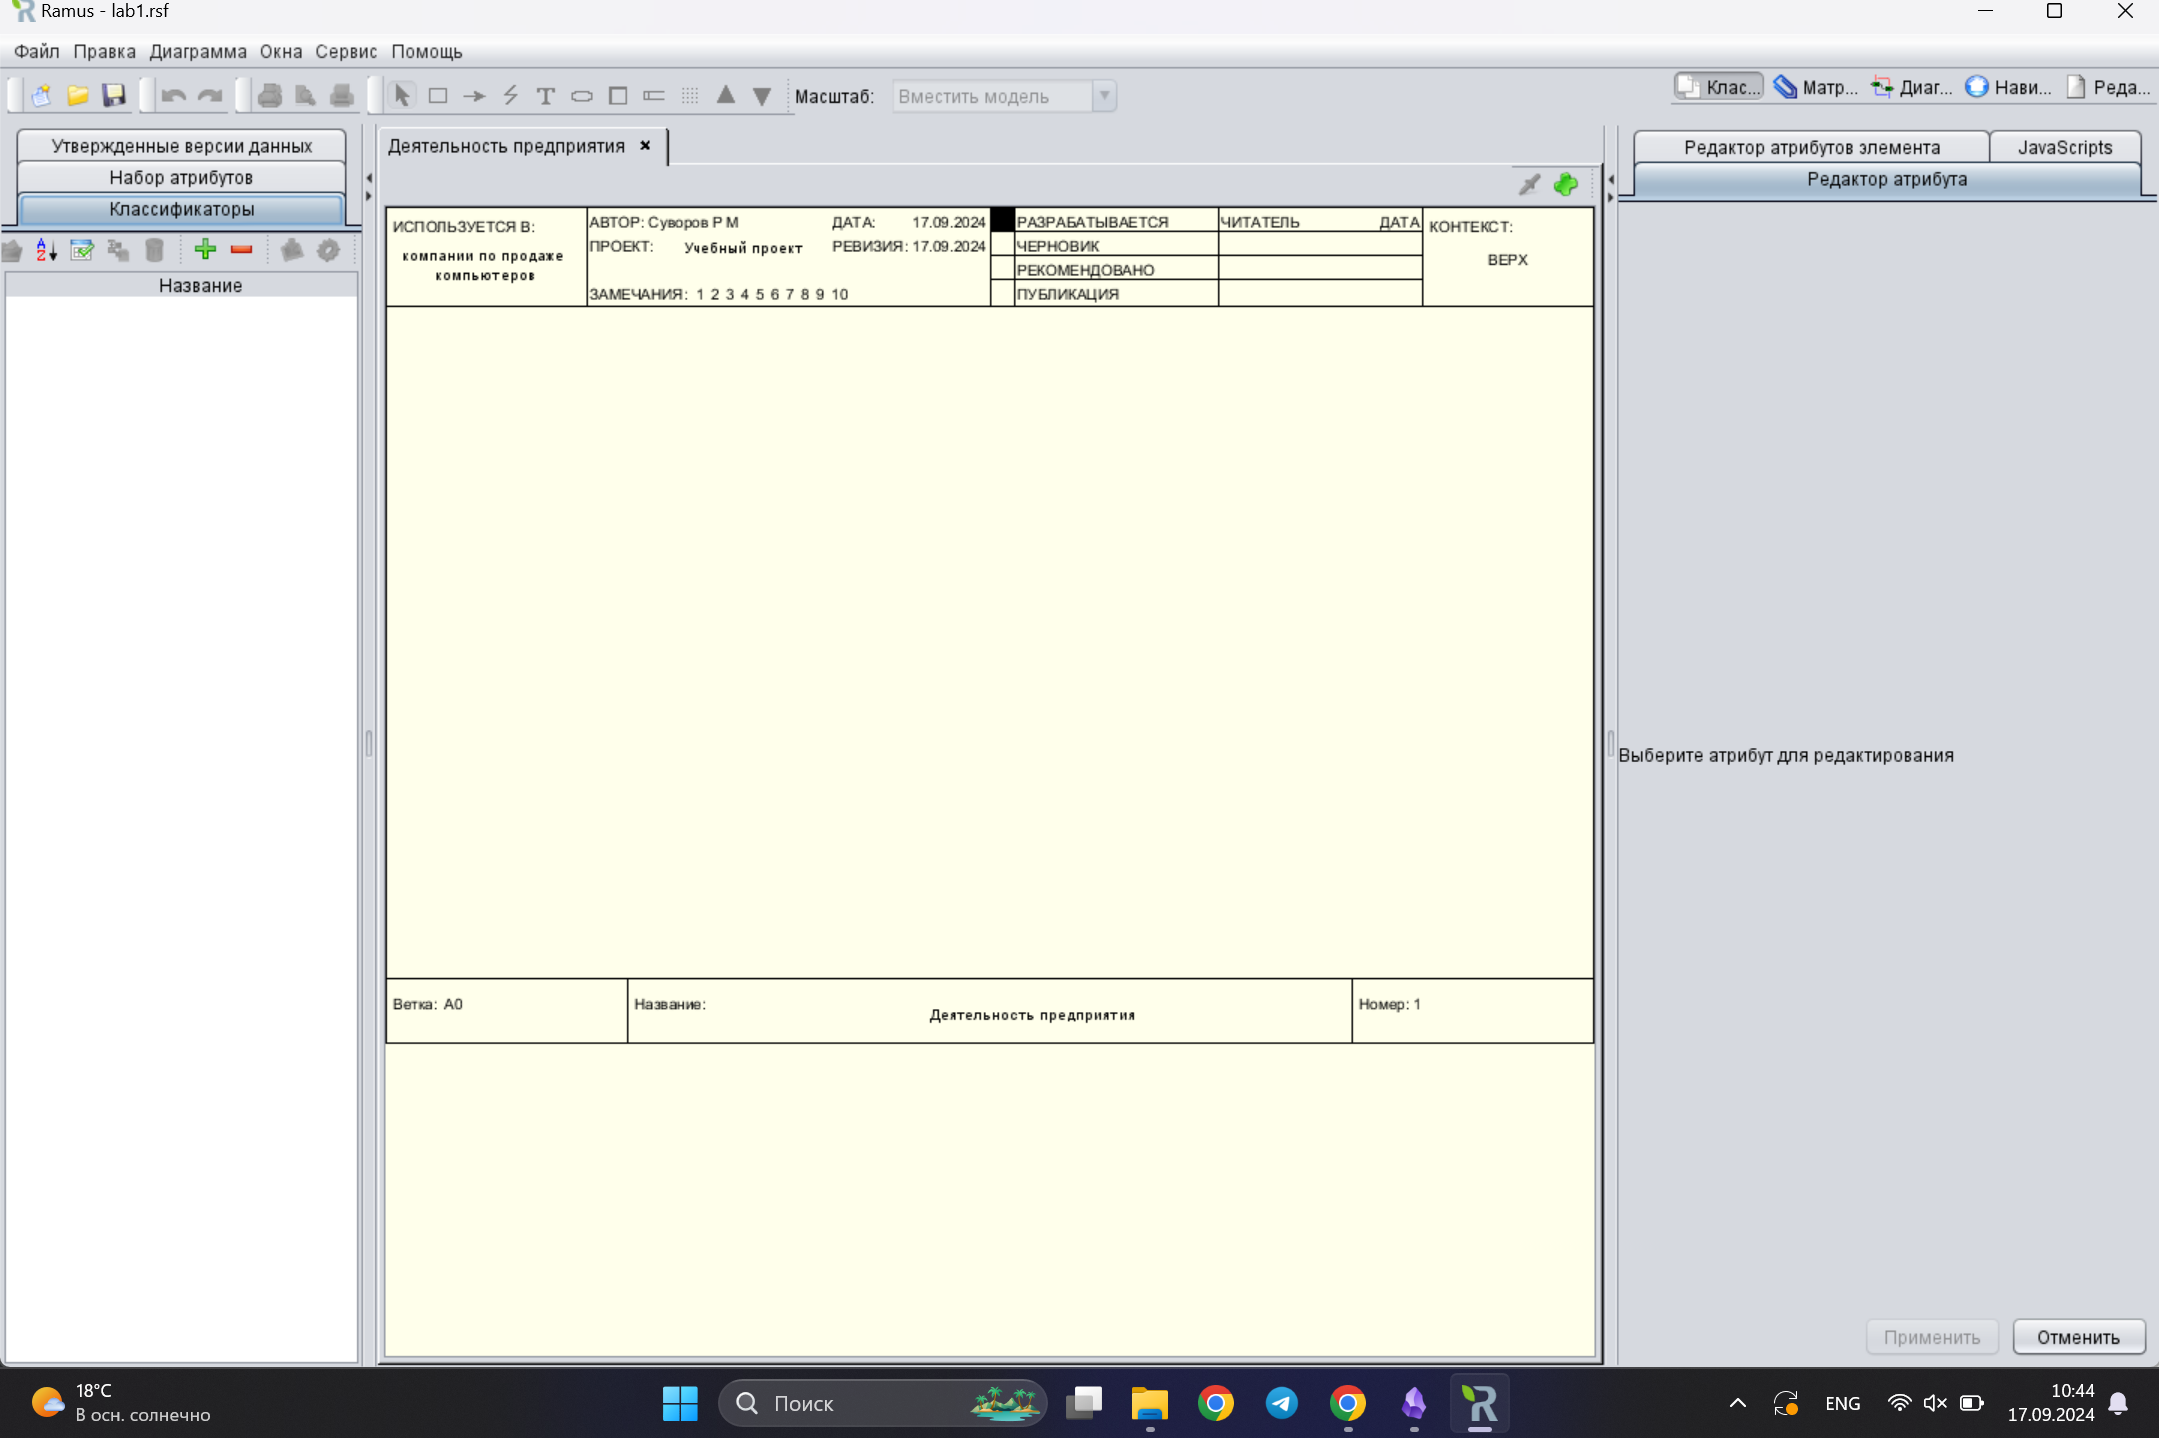 Ramus - lab1.rsf
Файл Правка Диаграмма Окна Сервис Помощь
Масштаб: Вместить модель
Клас... Матр... Диаг... Нави... Реда...
Утвержденные версии данных
Набор атрибутов
Классификаторы
Название
Деятельность предприятия
ИСПОЛЬЗУЕТСЯ В:
компании по продаже
компьютеров
АВТОР: Суворов Р М ДАТА: 17.09.2024
ПРОЕКТ: Учебный проект РЕВИЗИЯ: 17.09.2024
ЗАМЕЧАНИЯ: 1 2 3 4 5 6 7 8 9 10
РАЗРАБАТЫВАЕТСЯ
ЧЕРНОВИК
РЕКОМЕНДОВАНО
ПУБЛИКАЦИЯ
ЧИТАТЕЛЬ ДАТА
КОНТЕКСТ:
ВЕРХ
Ветка: A0
Название:
Деятельность предприятия
Номер: 1
Редактор атрибутов элемента
JavaScripts
Редактор атрибута
Выберите атрибут для редактирования
Применить
Отменить
18°C
В осн. солнечно
Поиск
ENG
10:44
17.09.2024